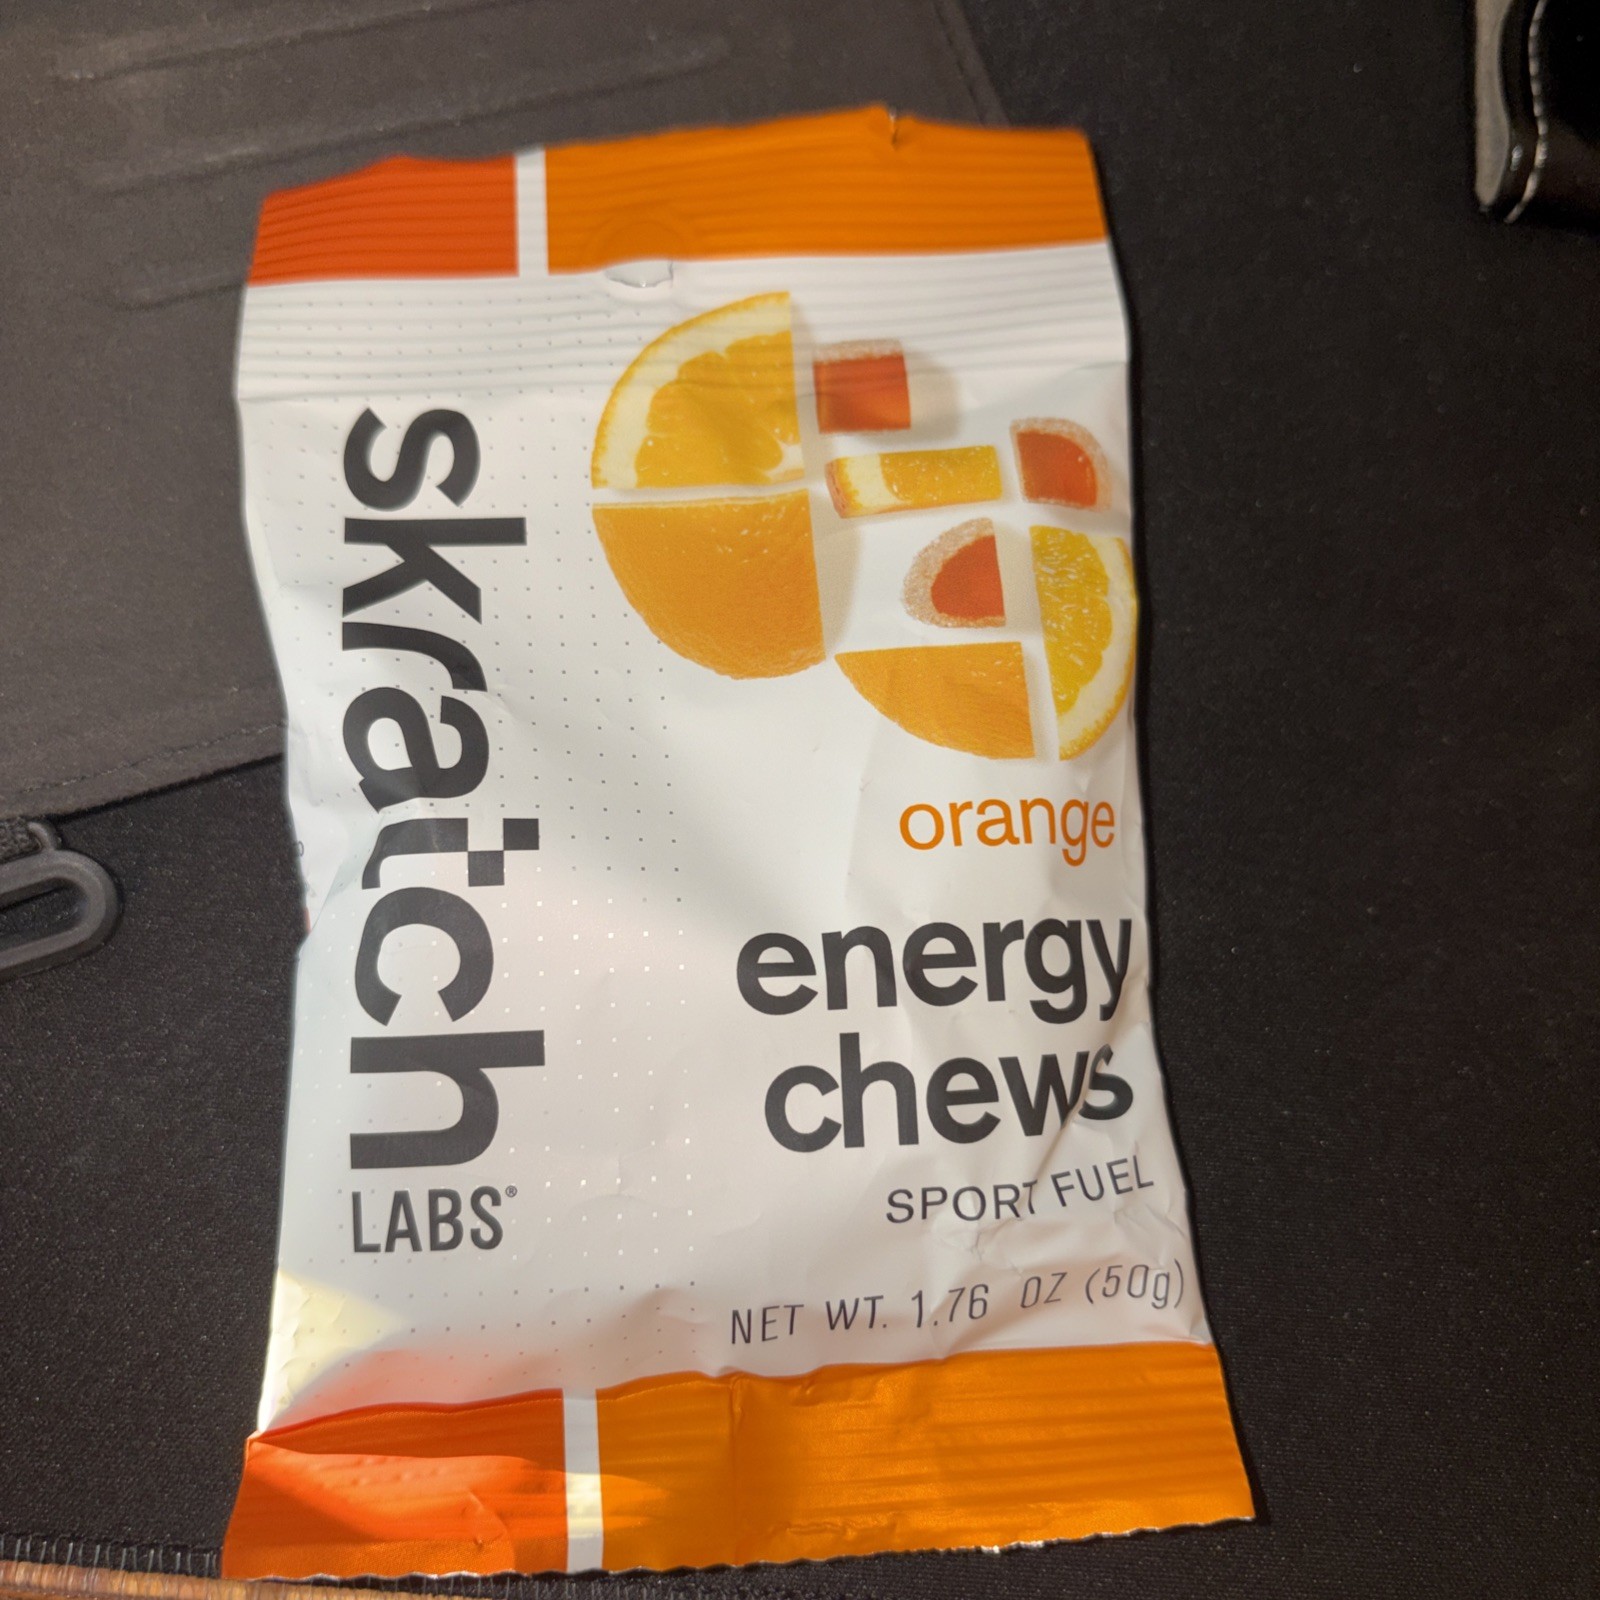 skratch
LABS®
orange
energy
chews
SPORT FUEL
NET WT. 1.76 OZ (50g)